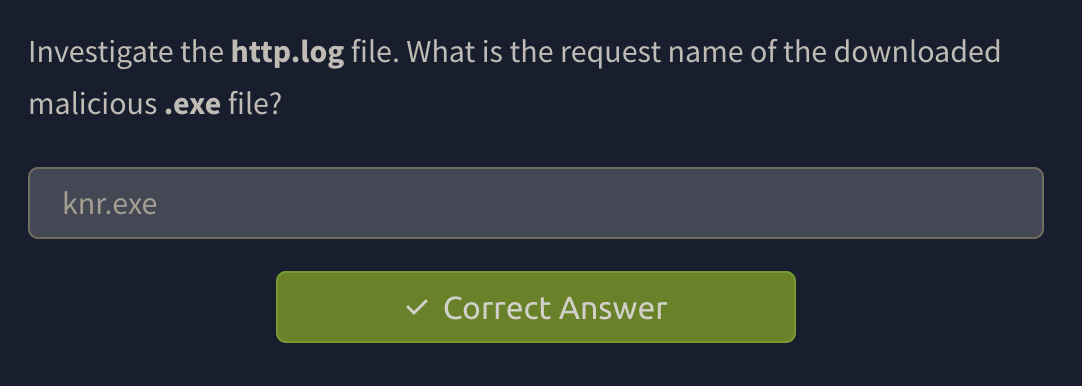 Investigate the http.log file. What is the request name of the downloaded
malicious .exe file?
knr.exe
✓ Correct Answer